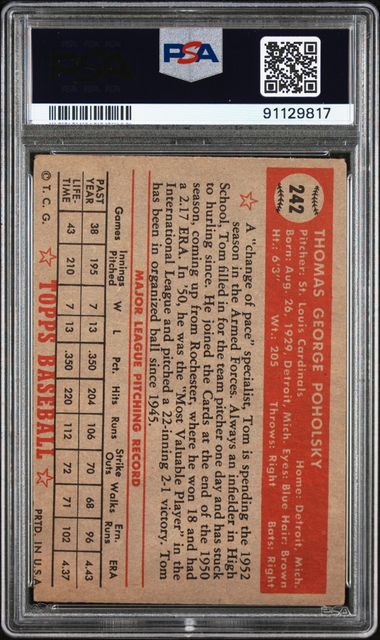 PSA
PSA
91129817
242
THOMAS GEORGE POHOLSKY
Pitcher: St. Louis Cardinals Home: Detroit, Mich.
Born: Aug. 26, 1929, Detroit, Mich. Eyes: Blue Hair: Brown
Ht.: 6'3" Wt.: 205 Throws: Right Bats: Right
A "change of pace" specialist, Tom is spending the 1952
season in the Armed Forces. Always an infielder in High
School, Tom filled in for the team pitcher one day and has stuck
to hurling since. He joined the Cards at the end of the 1950
season, coming up from Rochester, where he won 18 and had
a 2.17 ERA. In '50, he was the "Most Valuable Player" in the
International League and pitched a 22-inning 2-1 victory. Tom
has been in organized ball since 1945.
MAJOR LEAGUE PITCHING RECORD
Games Innings Pitched W L Pct. Hits Runs Strike Outs Walks Ern. Runs ERA
PAST YEAR 38 195 7 13 .350 204 106 70 68 96 4.43
LIFE-TIME 43 210 7 13 .350 220 112 72 71 102 4.37
© T. C. G. TOPPS BASEBALL PRTD. IN U.S.A.
PSA